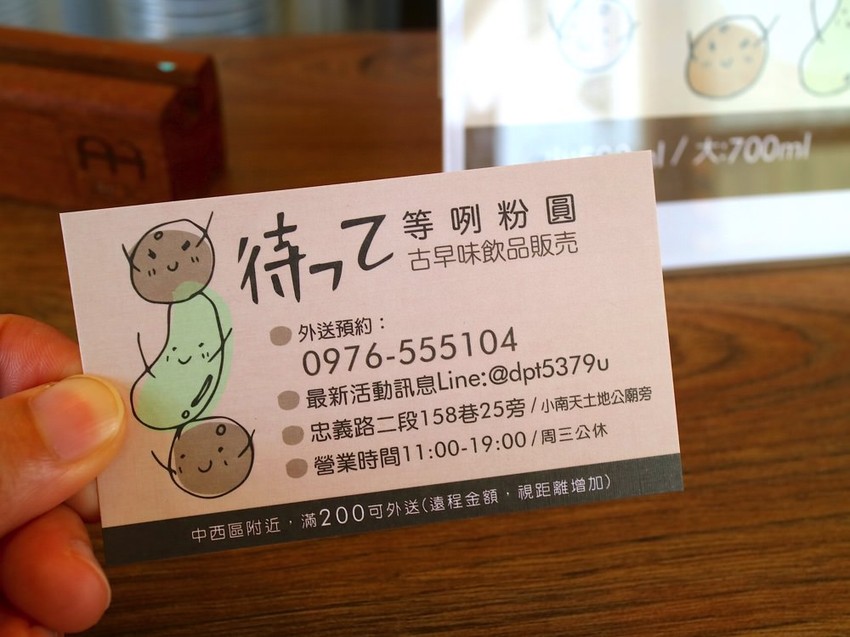 大:700ml
待って
等咧粉圓
古早味飲品販売
外送預約：
0976-555104
最新活動訊息Line:@dpt5379u
忠義路二段158巷25旁/小南天土地公廟旁
營業時間11:00-19:00/周三公休
中西區附近，滿200可外送(遠程金額，視距離增加)